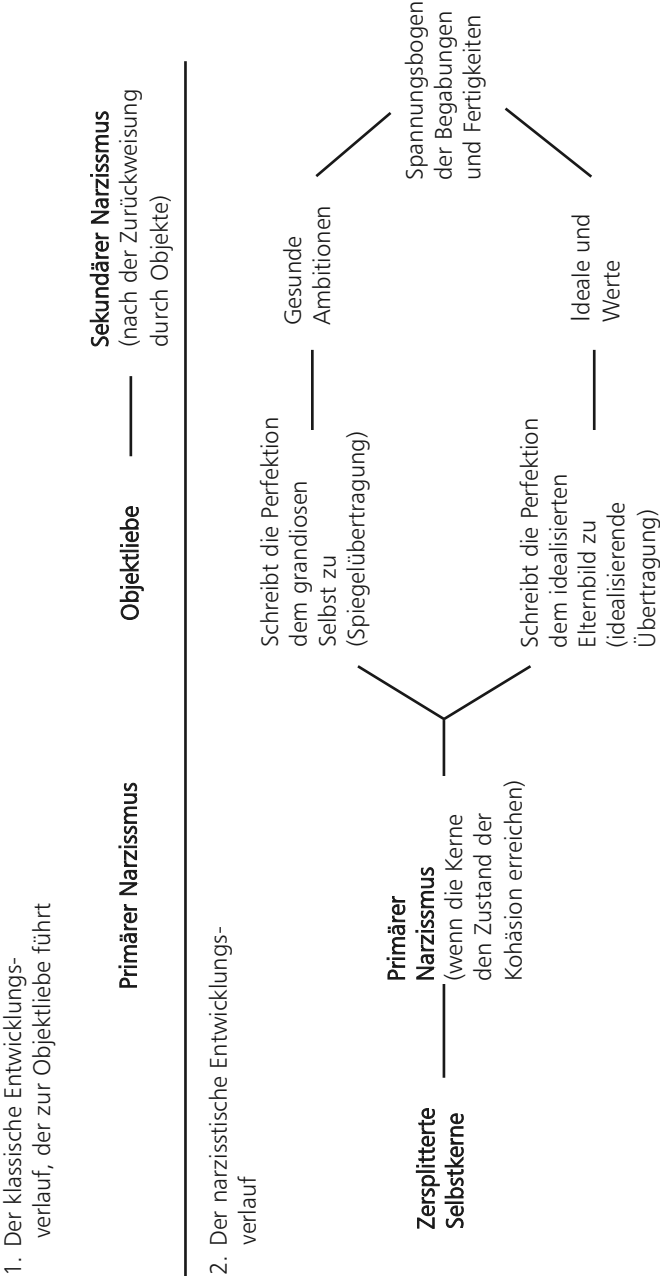 1. Der klassische Entwicklungs-
verlauf, der zur Objektliebe führt
Primärer Narzissmus
Objektliebe
Sekundärer Narzissmus
(nach der Zurückweisung
durch Objekte)
2. Der narzisstische Entwicklungs-
verlauf
Zersplitterte
Selbstkerne
Primärer
Narzissmus
(wenn die Kerne
den Zustand der
Kohäsion erreichen)
Schreibt die Perfektion
dem grandiosen
Selbst zu
(Spiegelübertragung)
Gesunde
Ambitionen
Schreibt die Perfektion
dem idealisierten
Elternbild zu
(idealisierende
Übertragung)
Ideale und
Werte
Spannungsbogen
der Begabungen
und Fertigkeiten